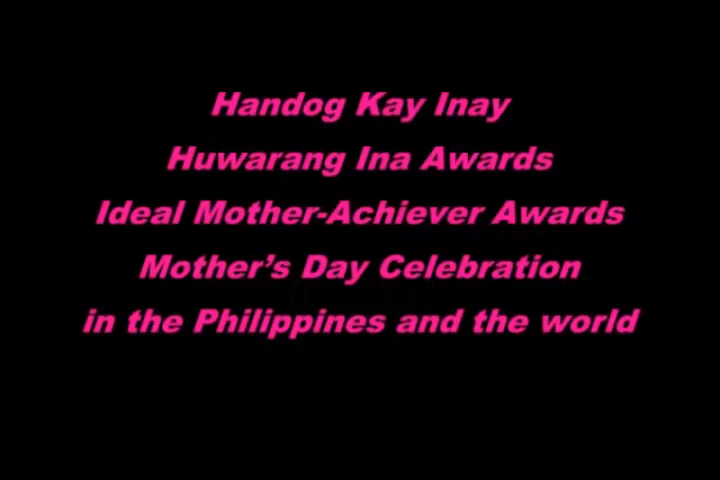 Handog Kay Inay
Huwarang Ina Awards
Ideal Mother-Achiever Awards
Mother’s Day Celebration
in the Philippines and the world